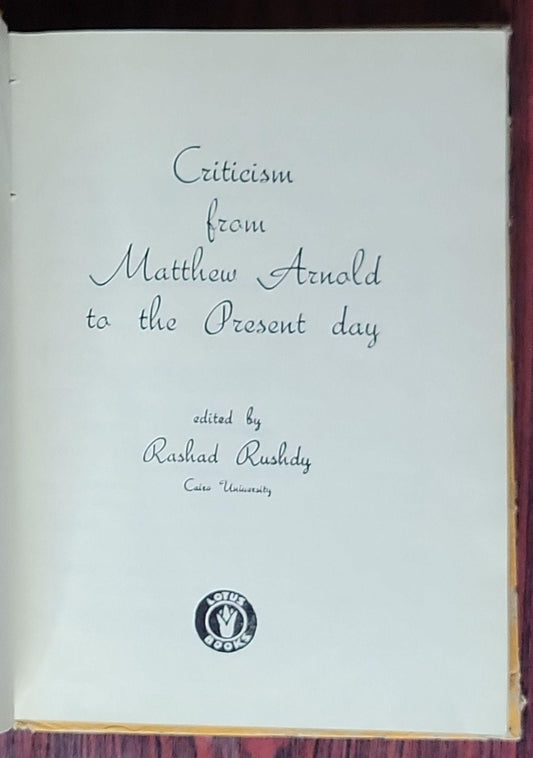 Criticism
from
Matthew Arnold
to the Present day
edited by
Rashad Rushdy
Cairo University
LOTUS
BOOKS